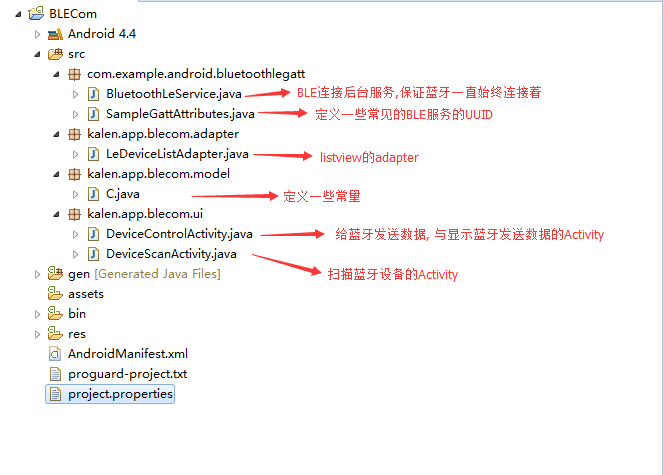 BLECom
Android 4.4
src
com.example.android.bluetoothlegatt
BluetoothLeService.java BLE连接后台服务,保证蓝牙一直始终连接着
SampleGattAttributes.java 定义一些常见的BLE服务的UUID
kalen.app.blecom.adapter
LeDeviceListAdapter.java listview的adapter
kalen.app.blecom.model
C.java 定义一些常量
kalen.app.blecom.ui
DeviceControlActivity.java 给蓝牙发送数据, 与显示蓝牙发送数据的Activity
DeviceScanActivity.java 扫描蓝牙设备的Activity
gen [Generated Java Files]
assets
bin
res
AndroidManifest.xml
proguard-project.txt
project.properties